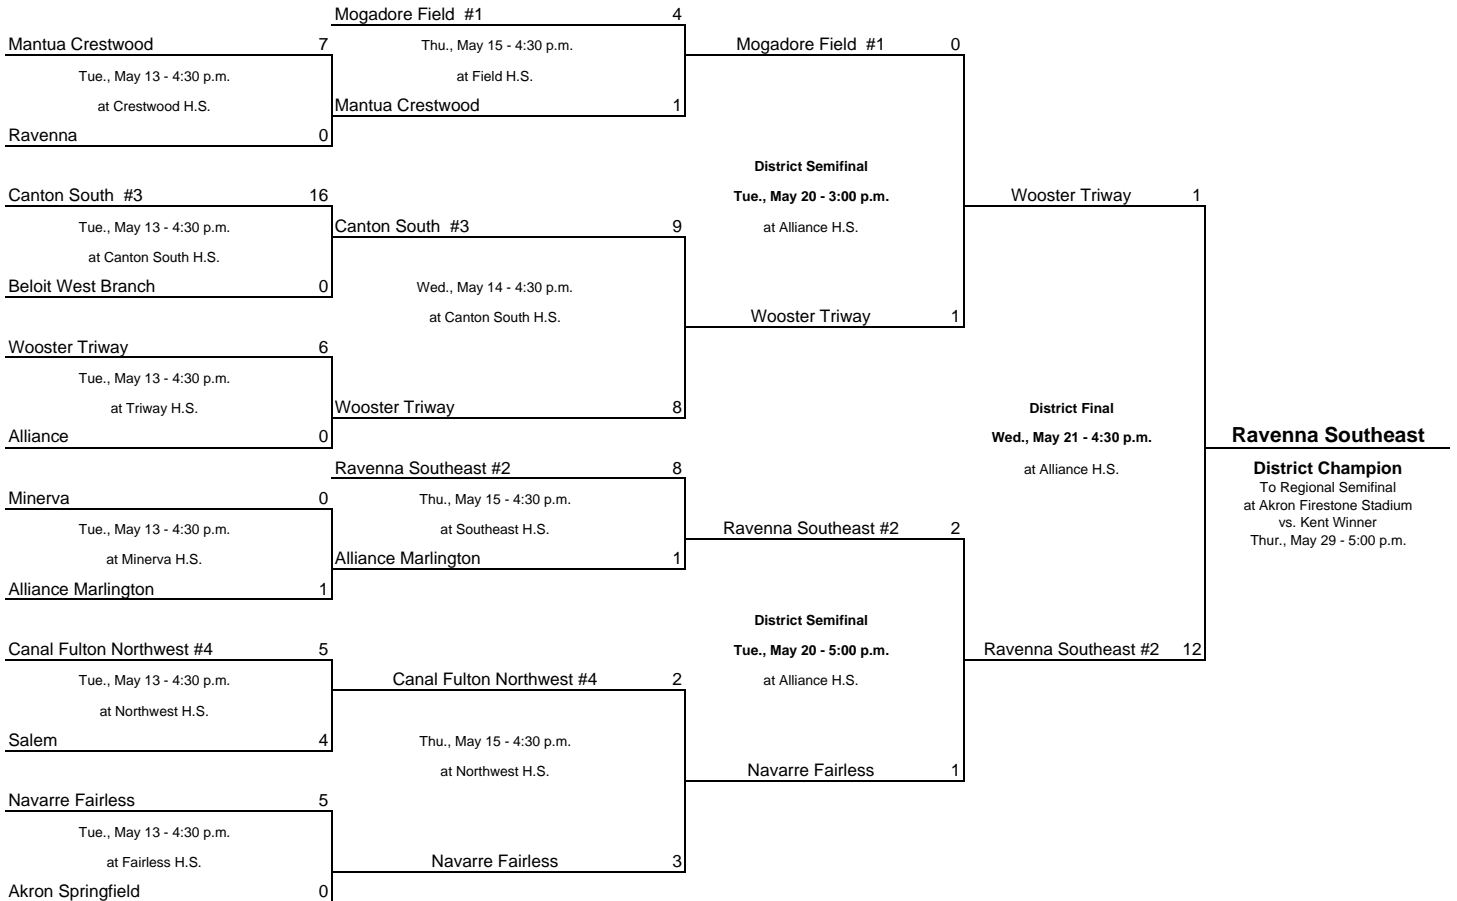 Mogadore Field #1 4
Mantua Crestwood 7
Thu., May 15 - 4:30 p.m.
Mogadore Field #1 0
Tue., May 13 - 4:30 p.m.
at Field H.S.
at Crestwood H.S.
Mantua Crestwood 1
Ravenna 0
District Semifinal
Canton South #3 16
Tue., May 20 - 3:00 p.m.
Wooster Triway 1
Tue., May 13 - 4:30 p.m.
Canton South #3 9
at Alliance H.S.
at Canton South H.S.
Beloit West Branch 0
Wed., May 14 - 4:30 p.m.
at Canton South H.S.
Wooster Triway 1
Wooster Triway 6
Tue., May 13 - 4:30 p.m.
at Triway H.S.
Wooster Triway 8
District Final
Alliance 0
Wed., May 21 - 4:30 p.m.
Ravenna Southeast
Ravenna Southeast #2 8
at Alliance H.S.
District Champion
To Regional Semifinal
at Akron Firestone Stadium
vs. Kent Winner
Thur., May 29 - 5:00 p.m.
Minerva 0
Thu., May 15 - 4:30 p.m.
Tue., May 13 - 4:30 p.m.
at Southeast H.S.
Ravenna Southeast #2 2
at Minerva H.S.
Alliance Marlington 1
Alliance Marlington 1
District Semifinal
Canal Fulton Northwest #4 5
Tue., May 20 - 5:00 p.m.
Ravenna Southeast #2 12
Tue., May 13 - 4:30 p.m.
Canal Fulton Northwest #4 2
at Alliance H.S.
at Northwest H.S.
Salem 4
Thu., May 15 - 4:30 p.m.
at Northwest H.S.
Navarre Fairless 1
Navarre Fairless 5
Tue., May 13 - 4:30 p.m.
at Fairless H.S.
Navarre Fairless 3
Akron Springfield 0